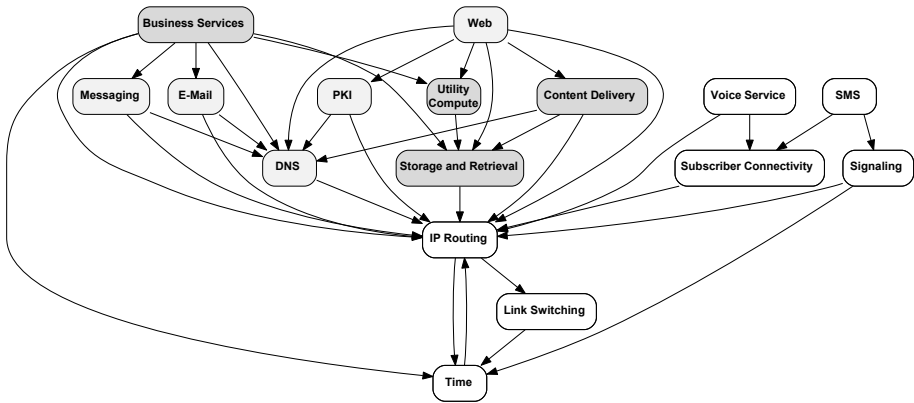 Business Services
Web
Messaging
E-Mail
PKI
Utility
Compute
Content Delivery
Voice Service
SMS
DNS
Storage and Retrieval
Subscriber Connectivity
Signaling
IP Routing
Link Switching
Time